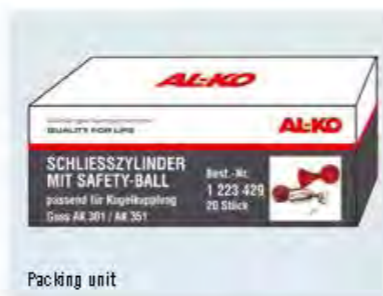 AL-KO
QUALITY FOR LIFE
AL-KO
SCHLIESSZYLINDER
MIT SAFETY-BALL
passend für Kugelkupplung
AK 301 / AK 351
Best.-Nr.
1 223 429
20 Stück
Packing unit